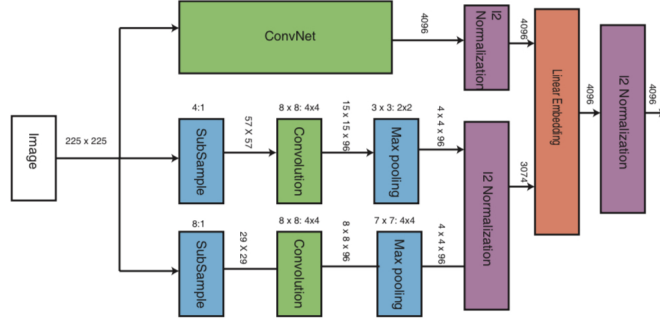 Image
225 x 225
ConvNet
4096
l2 Normalization
4096
Linear Embedding
4096
l2 Normalization
4096
4:1
SubSample
57 X 57
8 x 8: 4x4
Convolution
15 x 15 x 96
3 x 3: 2x2
Max pooling
4 x 4 x 96
l2 Normalization
3074
8:1
SubSample
29 X 29
8 x 8: 4x4
Convolution
8 x 8 x 96
7 x 7: 4x4
Max pooling
4 x 4 x 96